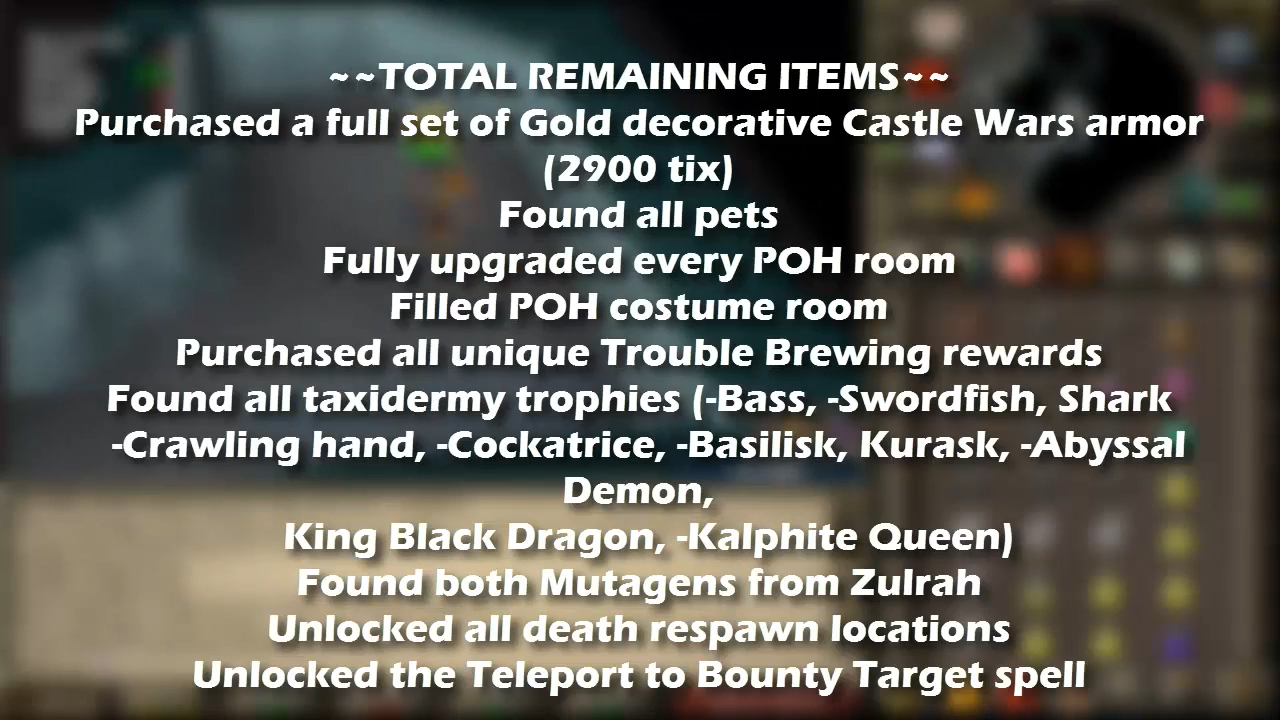 ~~TOTAL REMAINING ITEMS~~
Purchased a full set of Gold decorative Castle Wars armor
(2900 tix)
Found all pets
Fully upgraded every POH room
Filled POH costume room
Purchased all unique Trouble Brewing rewards
Found all taxidermy trophies (-Bass, -Swordfish, Shark
-Crawling hand, -Cockatrice, -Basilisk, Kurask, -Abyssal
Demon,
King Black Dragon, -Kalphite Queen)
Found both Mutagens from Zulrah
Unlocked all death respawn locations
Unlocked the Teleport to Bounty Target spell